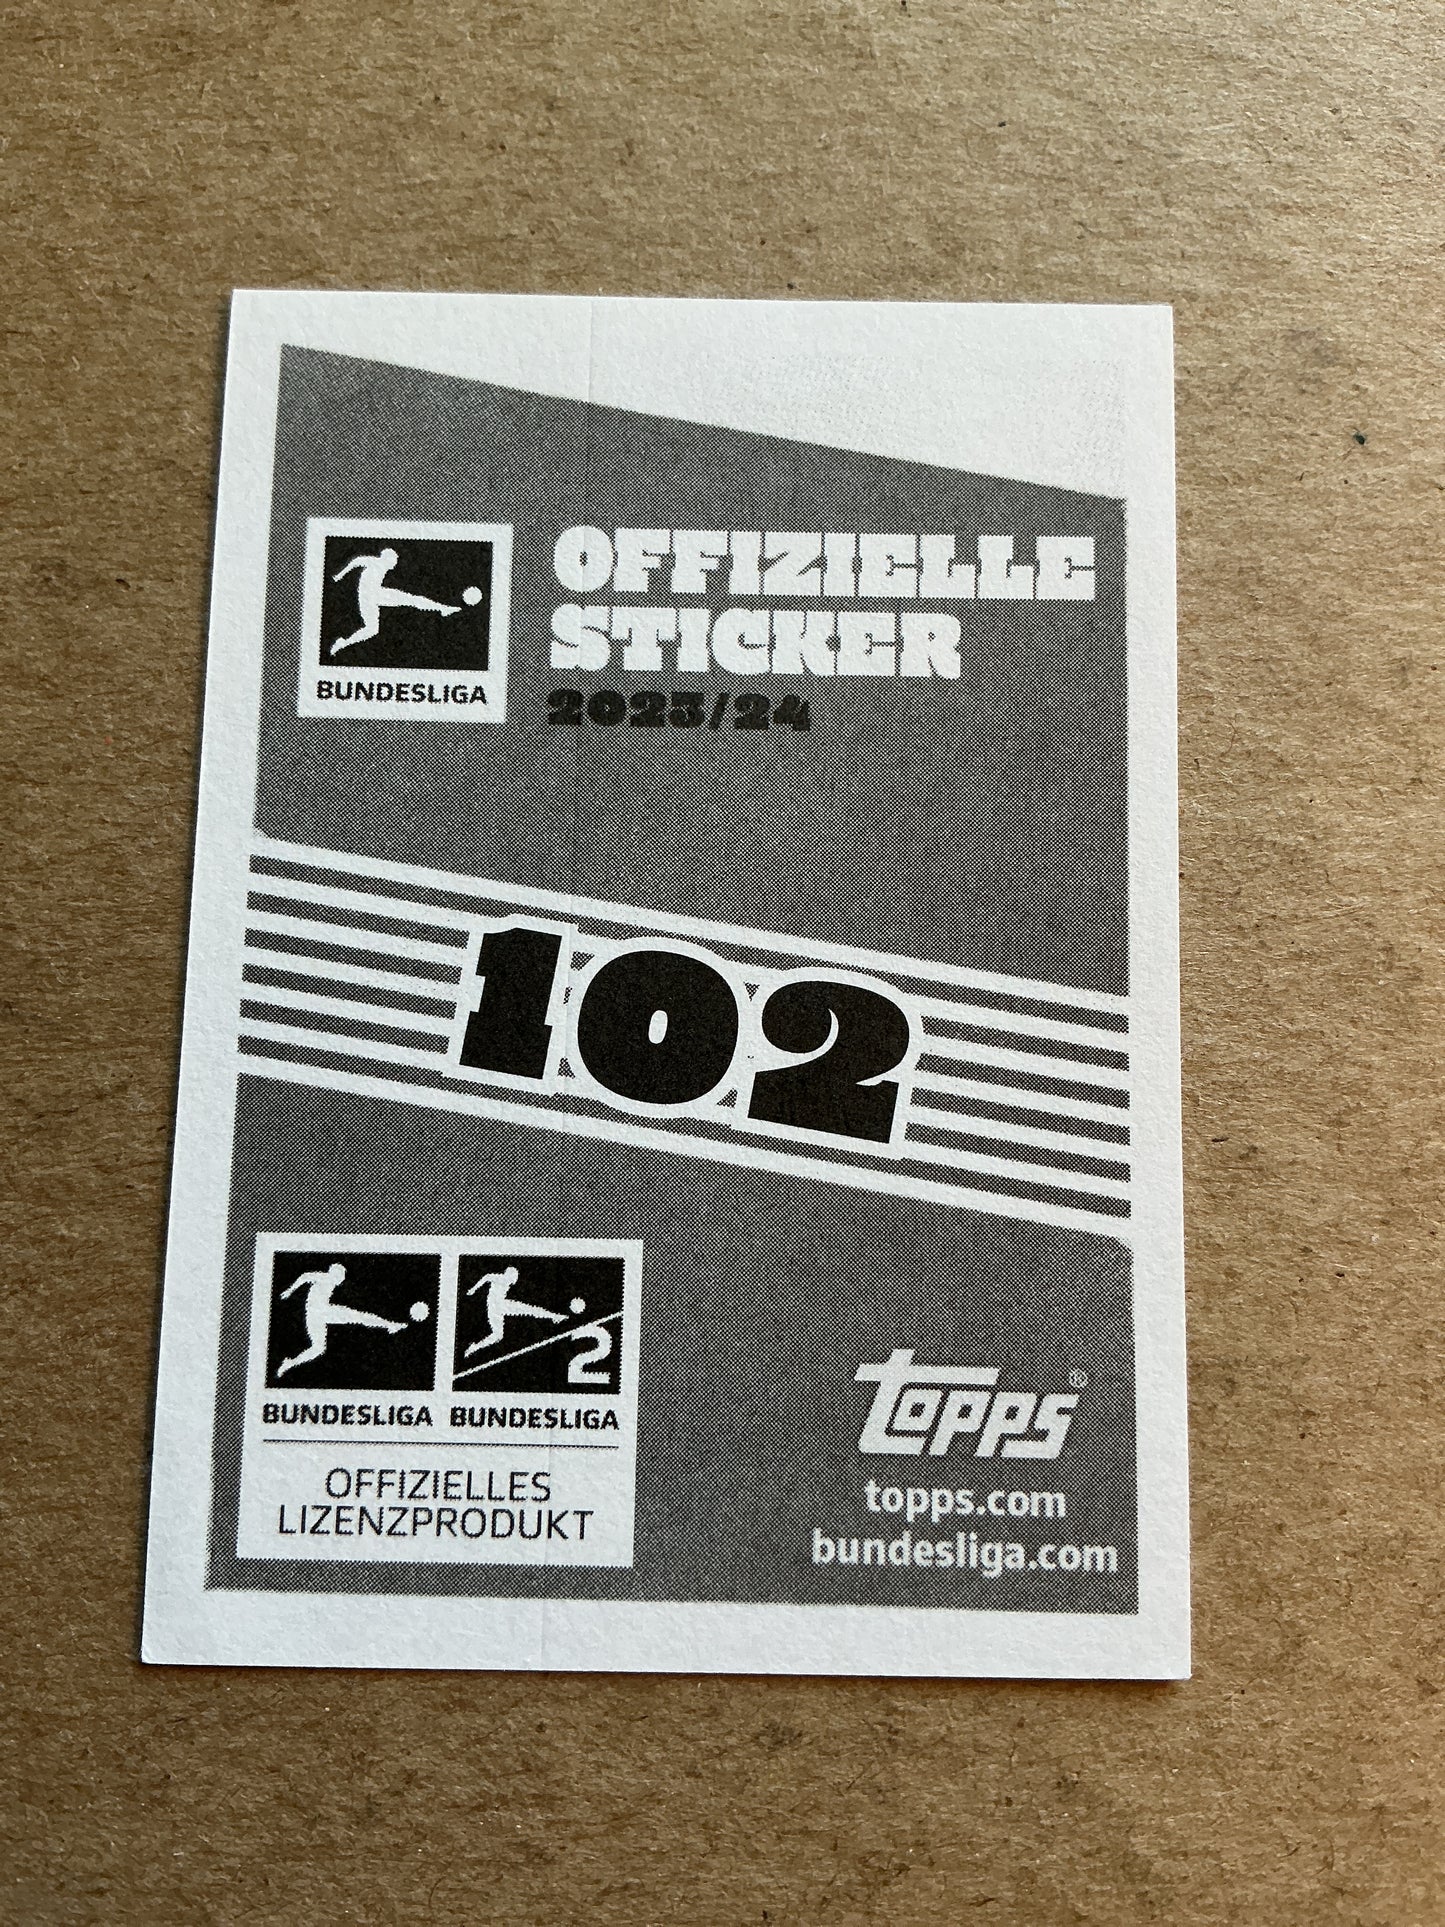 OFFIZIELLE
STICKER
2023/24
BUNDESLIGA
102
2
BUNDESLIGA BUNDESLIGA
OFFIZIELLES
LIZENZPRODUKT
topps®
topps.com
bundesliga.com